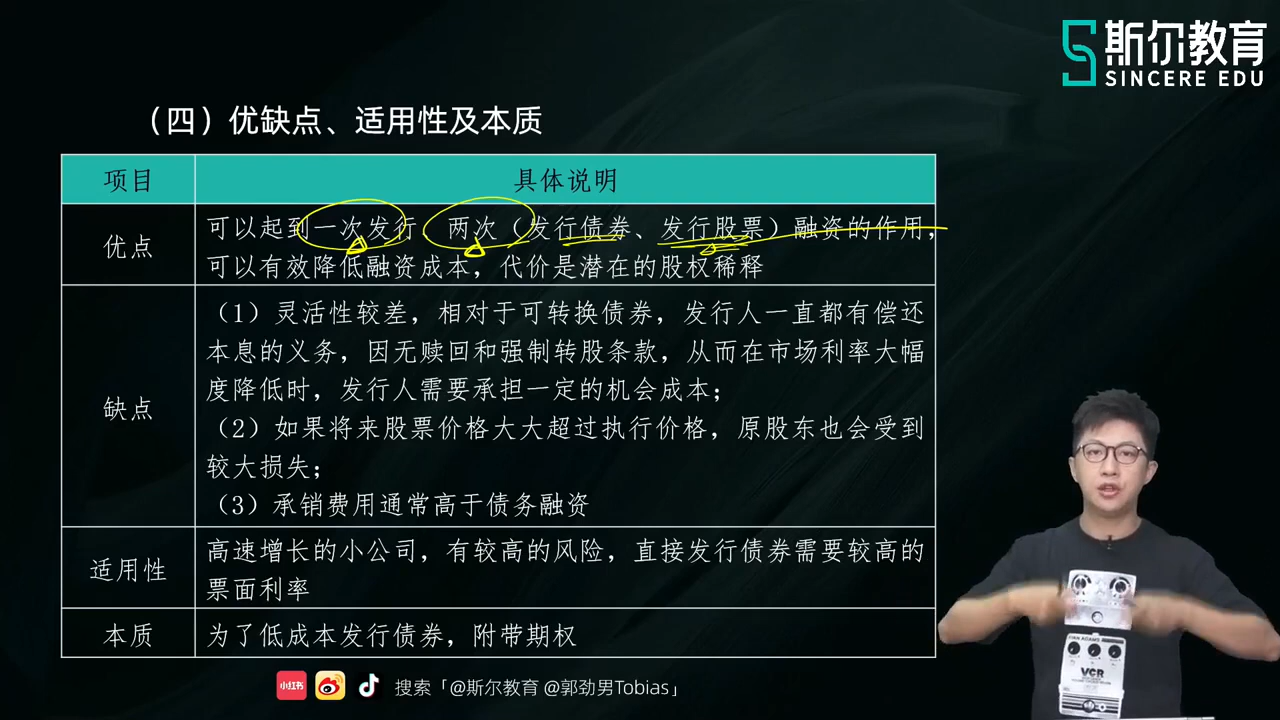 斯尔教育
SINCERE EDU
（四）优缺点、适用性及本质
项目
具体说明
优点
可以起到一次发行、两次（发行债券、发行股票）融资的作用，
可以有效降低融资成本，代价是潜在的股权稀释
缺点
（1）灵活性较差，相对于可转换债券，发行人一直都有偿还
本息的义务，因无赎回和强制转股条款，从而在市场利率大幅
度降低时，发行人需要承担一定的机会成本；
（2）如果将来股票价格大大超过执行价格，原股东也会受到
较大损失；
（3）承销费用通常高于债务融资
适用性
高速增长的小公司，有较高的风险，直接发行债券需要较高的
票面利率
本质
为了低成本发行债券，附带期权
小红书
搜索「@斯尔教育 @郭劲男Tobias」
VCR